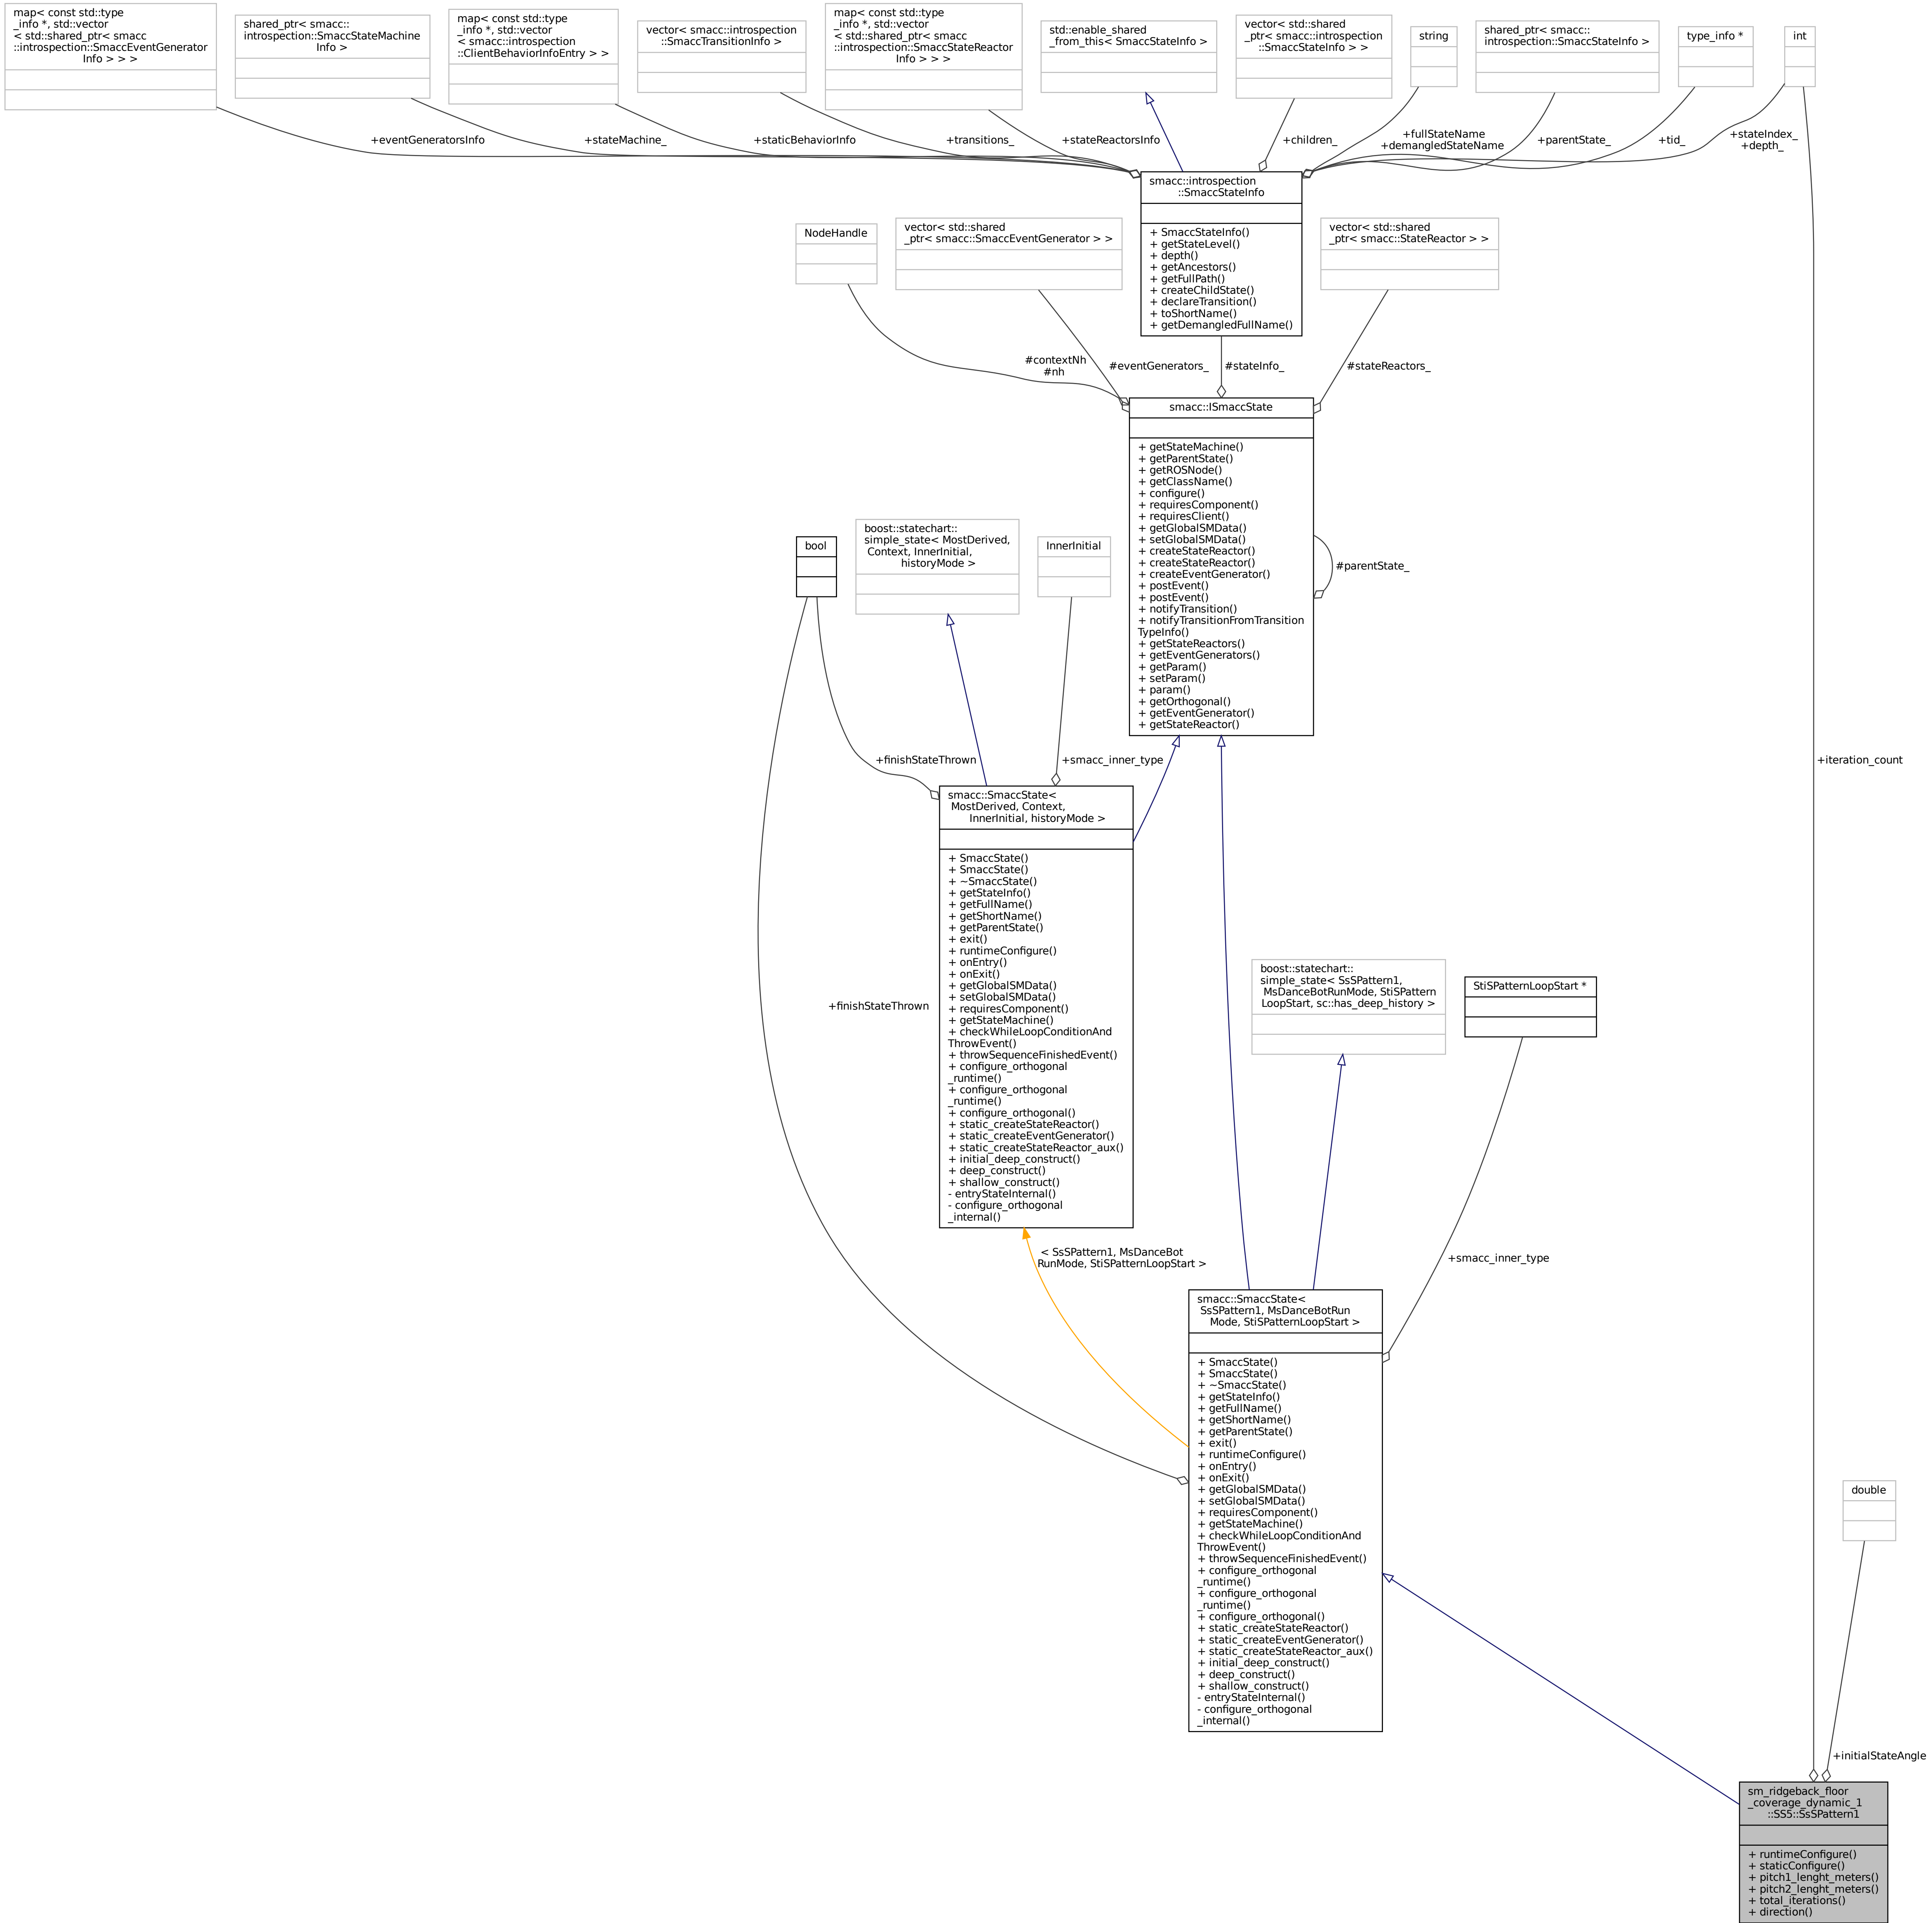 map< const std::type
_info *, std::vector
< std::shared_ptr< smacc
::introspection::SmaccEventGenerator
Info > > >
shared_ptr< smacc::
introspection::SmaccStateMachine
Info >
map< const std::type
_info *, std::vector
< smacc::introspection
::ClientBehaviorInfoEntry > >
vector< smacc::introspection
::SmaccTransitionInfo >
map< const std::type
_info *, std::vector
< std::shared_ptr< smacc
::introspection::SmaccStateReactor
Info > > >
std::enable_shared
_from_this< SmaccStateInfo >
vector< std::shared
_ptr< smacc::introspection
::SmaccStateInfo > >
string
shared_ptr< smacc::
introspection::SmaccStateInfo >
type_info *
int
+eventGeneratorsInfo
+stateMachine_
+staticBehaviorInfo
+transitions_
+stateReactorsInfo
+children_
+fullStateName
+demangledStateName
+parentState_
+tid_
+stateIndex_
+depth_
smacc::introspection
::SmaccStateInfo
+ SmaccStateInfo()
+ getStateLevel()
+ depth()
+ getAncestors()
+ getFullPath()
+ createChildState()
+ declareTransition()
+ toShortName()
+ getDemangledFullName()
NodeHandle
vector< std::shared
_ptr< smacc::SmaccEventGenerator > >
vector< std::shared
_ptr< smacc::StateReactor > >
#contextNh
#nh
#eventGenerators_
#stateInfo_
#stateReactors_
smacc::ISmaccState
+ getStateMachine()
+ getParentState()
+ getROSNode()
+ getClassName()
+ configure()
+ requiresComponent()
+ requiresClient()
+ getGlobalSMData()
+ setGlobalSMData()
+ createStateReactor()
+ createStateReactor()
+ createEventGenerator()
+ postEvent()
+ postEvent()
+ notifyTransition()
+ notifyTransitionFromTransition
TypeInfo()
+ getStateReactors()
+ getEventGenerators()
+ getParam()
+ setParam()
+ param()
+ getOrthogonal()
+ getEventGenerator()
+ getStateReactor()
#parentState_
bool
boost::statechart::
simple_state< MostDerived,
Context, InnerInitial,
historyMode >
InnerInitial
+finishStateThrown
+smacc_inner_type
+iteration_count
smacc::SmaccState<
MostDerived, Context,
InnerInitial, historyMode >
+ SmaccState()
+ SmaccState()
+ ~SmaccState()
+ getStateInfo()
+ getFullName()
+ getShortName()
+ getParentState()
+ exit()
+ runtimeConfigure()
+ onEntry()
+ onExit()
+ getGlobalSMData()
+ setGlobalSMData()
+ requiresComponent()
+ getStateMachine()
+ checkWhileLoopConditionAnd
ThrowEvent()
+ throwSequenceFinishedEvent()
+ configure_orthogonal
_runtime()
+ configure_orthogonal
_runtime()
+ configure_orthogonal()
+ static_createStateReactor()
+ static_createEventGenerator()
+ static_createStateReactor_aux()
+ initial_deep_construct()
+ deep_construct()
+ shallow_construct()
- entryStateInternal()
- configure_orthogonal
_internal()
+finishStateThrown
boost::statechart::
simple_state< SsSPattern1,
MsDanceBotRunMode, StiSPattern
LoopStart, sc::has_deep_history >
StiSPatternLoopStart *
< SsSPattern1, MsDanceBot
RunMode, StiSPatternLoopStart >
+smacc_inner_type
smacc::SmaccState<
SsSPattern1, MsDanceBotRun
Mode, StiSPatternLoopStart >
+ SmaccState()
+ SmaccState()
+ ~SmaccState()
+ getStateInfo()
+ getFullName()
+ getShortName()
+ getParentState()
+ exit()
+ runtimeConfigure()
+ onEntry()
+ onExit()
+ getGlobalSMData()
+ setGlobalSMData()
+ requiresComponent()
+ getStateMachine()
+ checkWhileLoopConditionAnd
ThrowEvent()
+ throwSequenceFinishedEvent()
+ configure_orthogonal
_runtime()
+ configure_orthogonal
_runtime()
+ configure_orthogonal()
+ static_createStateReactor()
+ static_createEventGenerator()
+ static_createStateReactor_aux()
+ initial_deep_construct()
+ deep_construct()
+ shallow_construct()
- entryStateInternal()
- configure_orthogonal
_internal()
double
+initialStateAngle
sm_ridgeback_floor
_coverage_dynamic_1
::SS5::SsSPattern1
+ runtimeConfigure()
+ staticConfigure()
+ pitch1_lenght_meters()
+ pitch2_lenght_meters()
+ total_iterations()
+ direction()